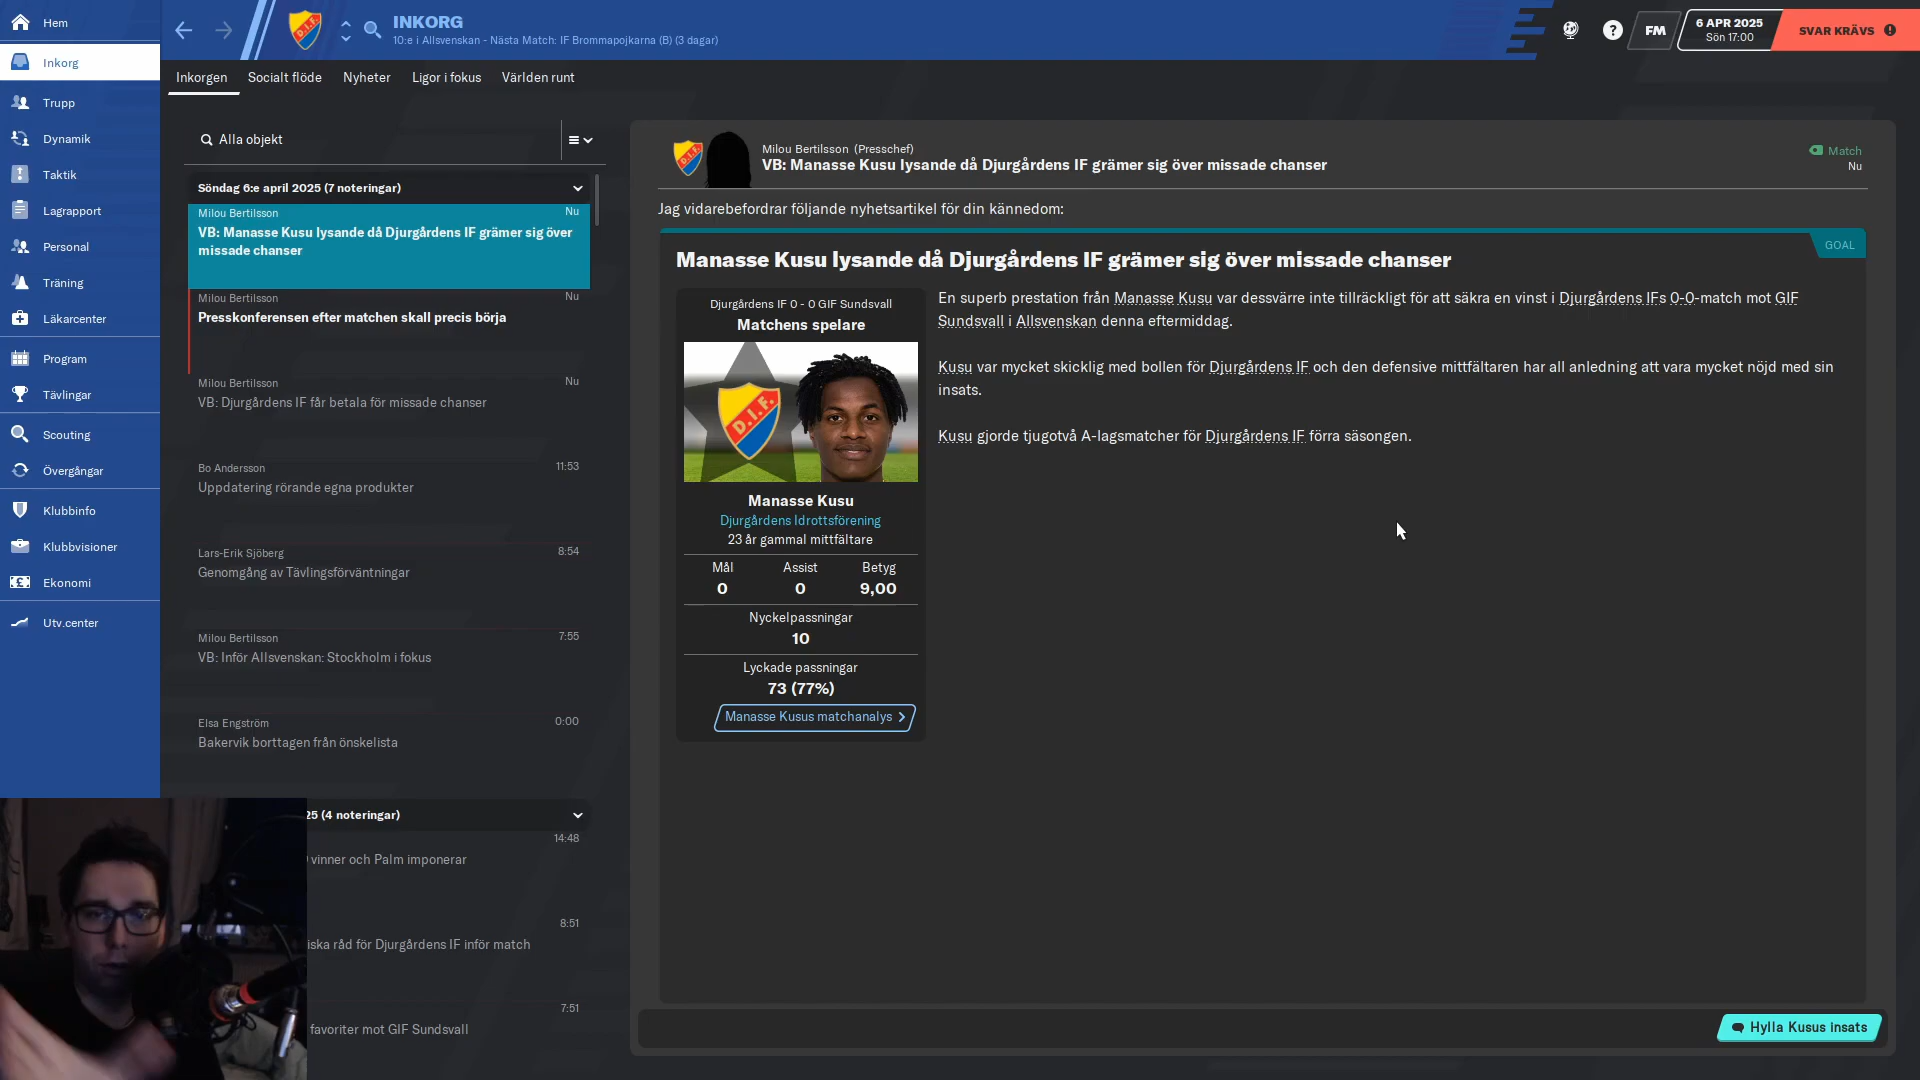 Hem
Inkorg
Trupp
Dynamik
Taktik
Lagrapport
Personal
Träning
Läkarcenter
Program
Tävlingar
Scouting
Övergångar
Klubbinfo
Klubbvisioner
Ekonomi
Utv.center
D.I.F.
INKORG
10:e i Allsvenskan - Nästa Match: IF Brommapojkarna (B) (3 dagar)
?
FM
6 APR 2025
Sön 17:00
SVAR KRÄVS
Inkorgen
Socialt flöde
Nyheter
Ligor i fokus
Världen runt
Alla objekt
Söndag 6:e april 2025 (7 noteringar)
Milou Bertilsson
Nu
VB: Manasse Kusu lysande då Djurgårdens IF grämer sig över
missade chanser
Milou Bertilsson
Nu
Presskonferensen efter matchen skall precis börja
Milou Bertilsson
Nu
VB: Djurgårdens IF får betala för missade chanser
Bo Andersson
11:53
Uppdatering rörande egna produkter
Lars-Erik Sjöberg
8:54
Genomgång av Tävlingsförväntningar
Milou Bertilsson
7:55
VB: Inför Allsvenskan: Stockholm i fokus
Elsa Engström
0:00
Bakervik borttagen från önskelista
25 (4 noteringar)
14:48
vinner och Palm imponerar
8:51
iska råd för Djurgårdens IF inför match
7:51
favoriter mot GIF Sundsvall
D.I.F.
Milou Bertilsson (Presschef)
VB: Manasse Kusu lysande då Djurgårdens IF grämer sig över missade chanser
Match
Nu
Jag vidarebefordrar följande nyhetsartikel för din kännedom:
GOAL
Manasse Kusu lysande då Djurgårdens IF grämer sig över missade chanser
Djurgårdens IF 0 - 0 GIF Sundsvall
Matchens spelare
D.I.F.
Manasse Kusu
Djurgårdens Idrottsförening
23 år gammal mittfältare
Mål Assist Betyg
0 0 9,00
Nyckelpassningar
10
Lyckade passningar
73 (77%)
Manasse Kusus matchanalys
En superb prestation från Manasse Kusu var dessvärre inte tillräckligt för att säkra en vinst i Djurgårdens IFs 0-0-match mot GIF
Sundsvall i Allsvenskan denna eftermiddag.
Kusu var mycket skicklig med bollen för Djurgårdens IF och den defensive mittfältaren har all anledning att vara mycket nöjd med sin
insats.
Kusu gjorde tjugotvå A-lagsmatcher för Djurgårdens IF förra säsongen.
Hylla Kusus insats